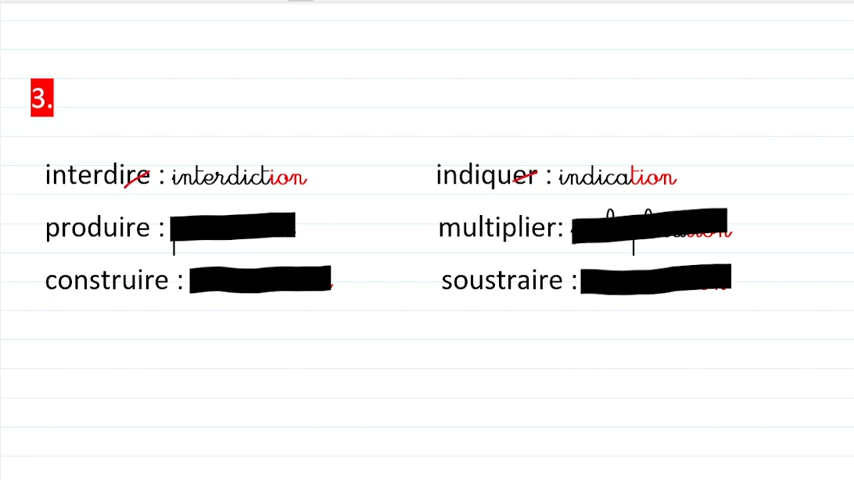 3.
interdire : interdiction indiquer : indication
produire : multiplier:
construire : soustraire :